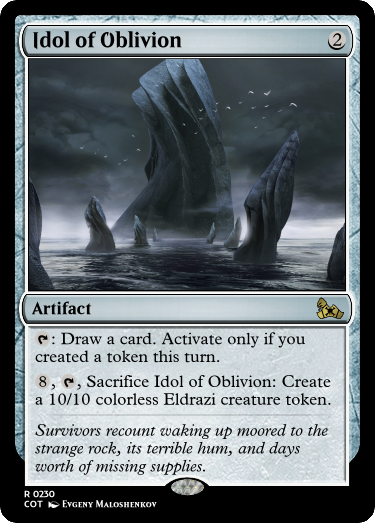 Idol of Oblivion 2
Artifact
: Draw a card. Activate only if you
created a token this turn.
8, , Sacrifice Idol of Oblivion: Create
a 10/10 colorless Eldrazi creature token.
Survivors recount waking up moored to the
strange rock, its terrible hum, and days
worth of missing supplies.
R 0230
COT Evgeny Maloshenkov